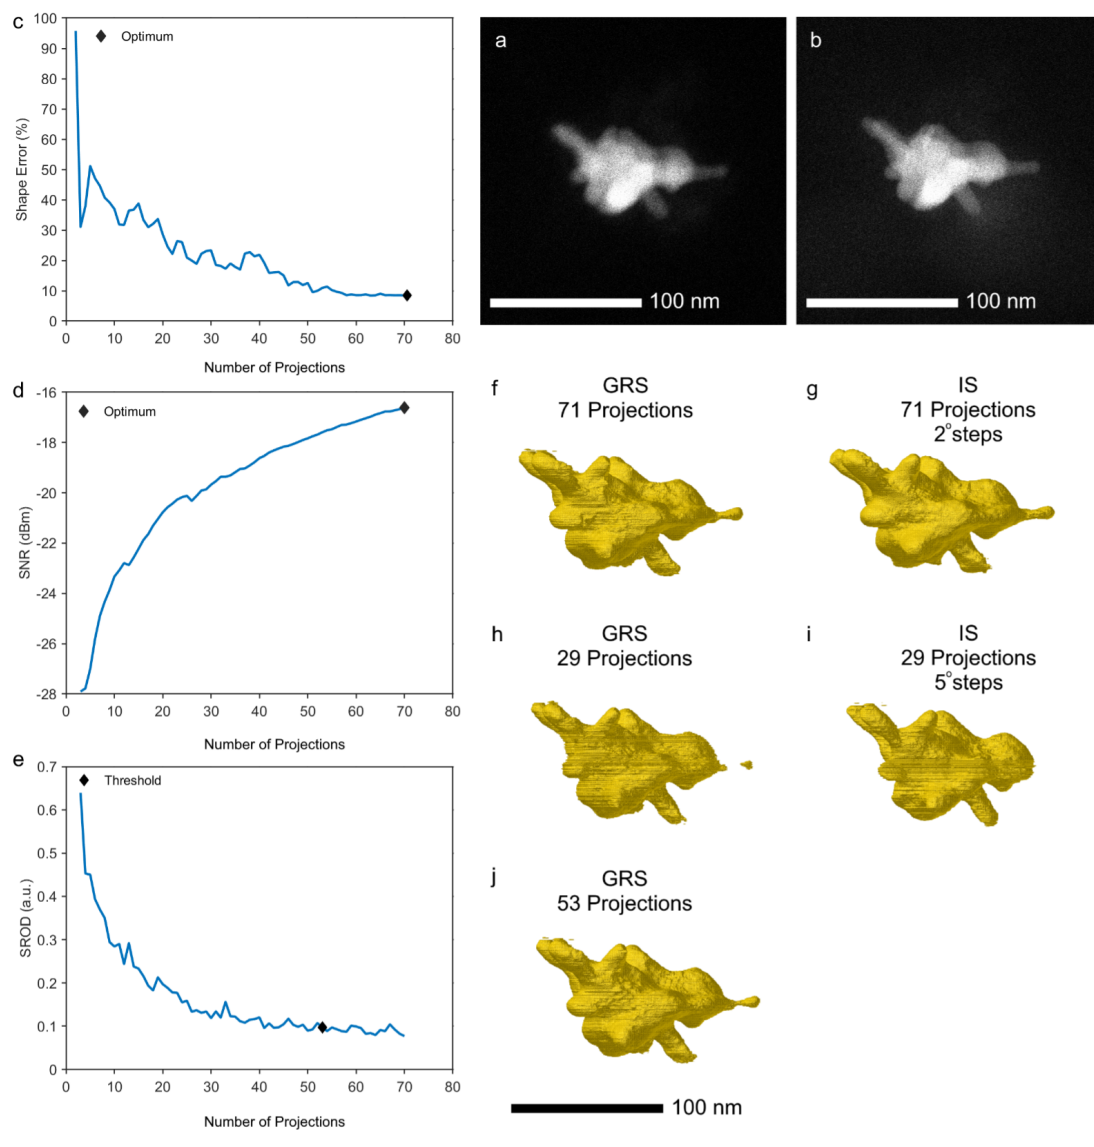 c
100
90
80
70
60
50
40
30
20
10
0
Shape Error (%)
Optimum
0 10 20 30 40 50 60 70 80
Number of Projections
a
100 nm
b
100 nm
d
-16
-18
-20
-22
-24
-26
-28
SNR (dBm)
Optimum
0 10 20 30 40 50 60 70 80
Number of Projections
e
0.7
0.6
0.5
0.4
0.3
0.2
0.1
0
SROD (a.u.)
Threshold
0 10 20 30 40 50 60 70 80
Number of Projections
f
GRS
71 Projections
g
IS
71 Projections
2°steps
h
GRS
29 Projections
i
IS
29 Projections
5°steps
j
GRS
53 Projections
100 nm